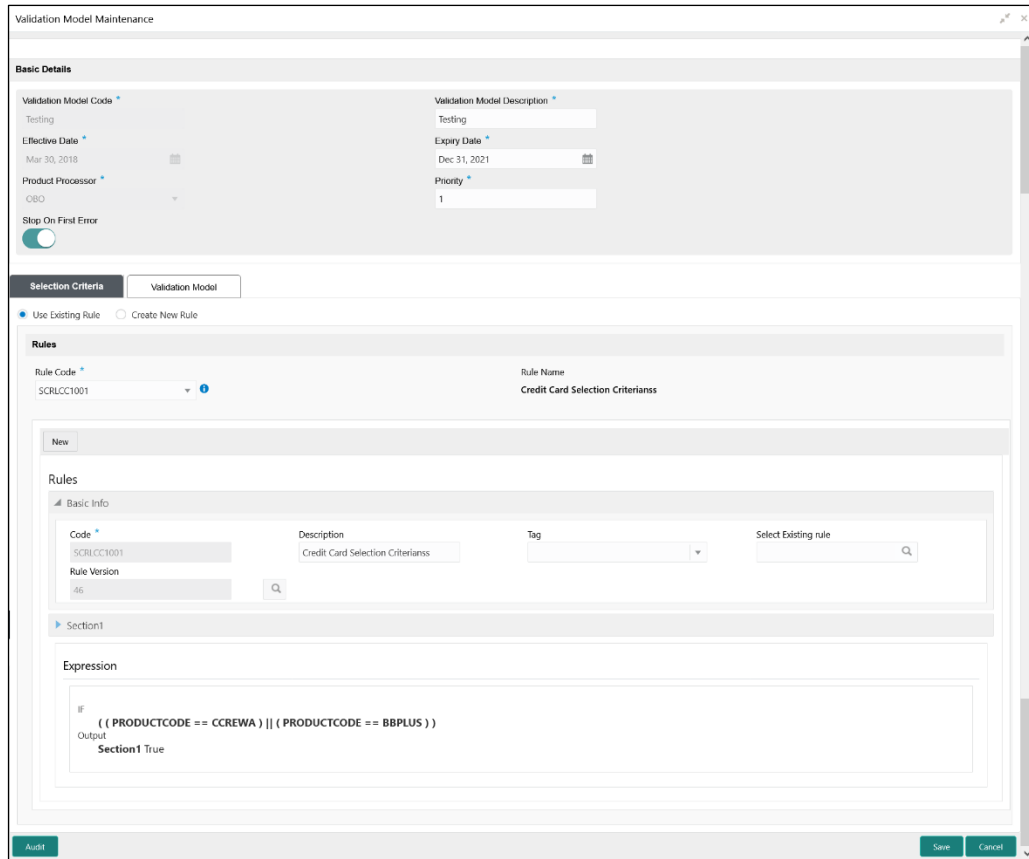 Validation Model Maintenance
Basic Details
Validation Model Code *
Validation Model Description *
Testing
Testing
Effective Date *
Expiry Date *
Mar 30, 2018
Dec 31, 2021
Product Processor *
Priority *
OBO
1
Stop On First Error
Selection Criteria
Validation Model
Use Existing Rule
Create New Rule
Rules
Rule Code *
Rule Name
SCRLCC1001
Credit Card Selection Criterianss
New
Rules
Basic Info
Code *
Description
Tag
Select Existing rule
SCRLCC1001
Credit Card Selection Criterianss
Rule Version
46
Section1
Expression
IF
( ( PRODUCTCODE == CCREWA ) || ( PRODUCTCODE == BBPLUS ) )
Output
Section1 True
Audit
Save
Cancel